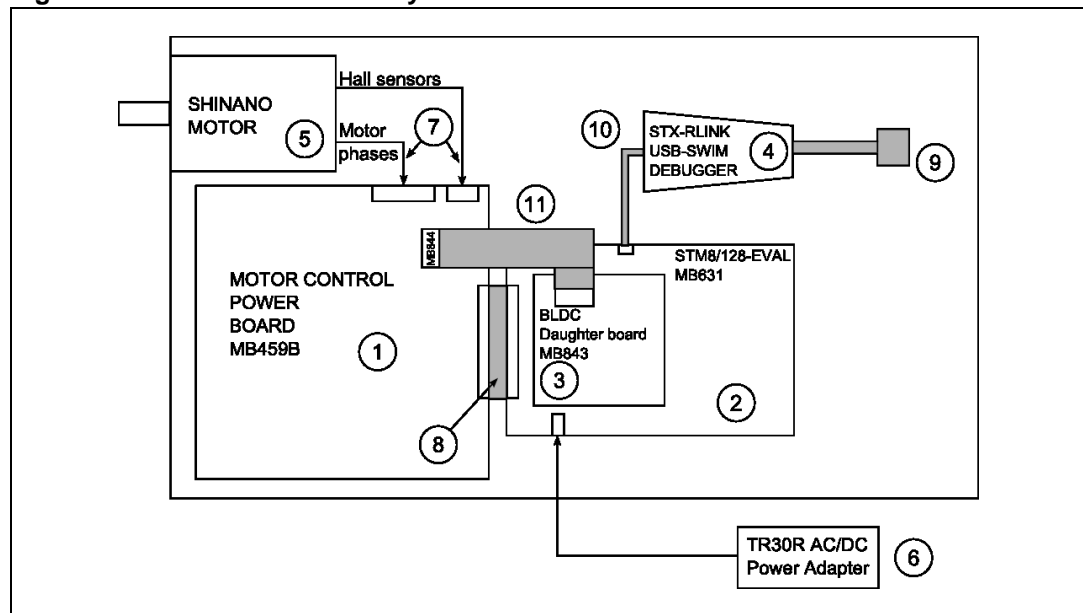 Hall sensors
SHINANO
MOTOR
5
Motor
phases
7
10
STX-RLINK
USB-SWIM
DEBUGGER
4
9
11
MB844
STM8/128-EVAL
MB631
MOTOR CONTROL
POWER
BOARD
MB459B
1
BLDC
Daughter board
MB843
3
2
8
TR30R AC/DC
Power Adapter
6